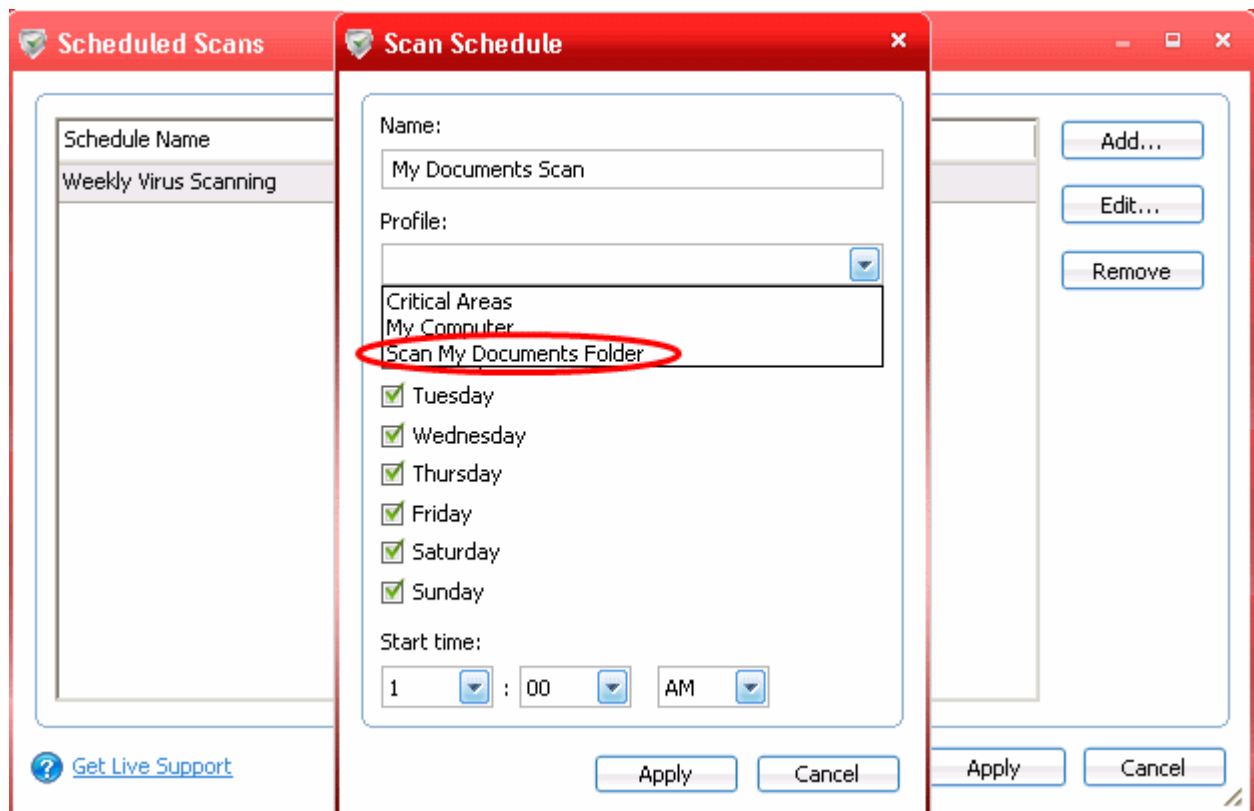 Scheduled Scans
Scan Schedule
Schedule Name
Weekly Virus Scanning
Name:
My Documents Scan
Profile:
Critical Areas
My Computer
Scan My Documents Folder
Tuesday
Wednesday
Thursday
Friday
Saturday
Sunday
Start time:
1 : 00 AM
Apply Cancel
Add...
Edit...
Remove
Get Live Support
Apply Cancel